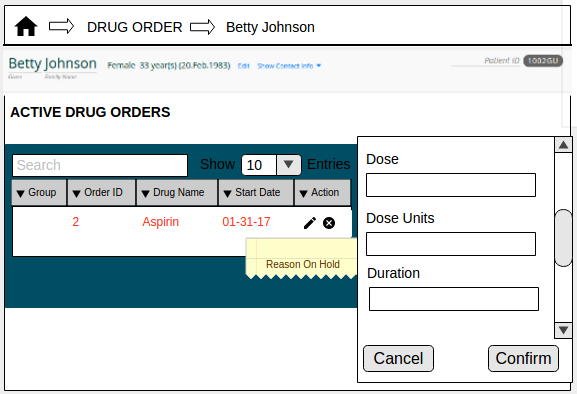 DRUG ORDER Betty Johnson
Betty Johnson Female 33 year(s) (20.Feb.1983) Edit Show Contact Info Patient ID 1002GU
Given Family Name
ACTIVE DRUG ORDERS
Search Show 10 Entries
Group Order ID Drug Name Start Date Action
2 Aspirin 01-31-17
Reason On Hold
Dose
Dose Units
Duration
Cancel Confirm